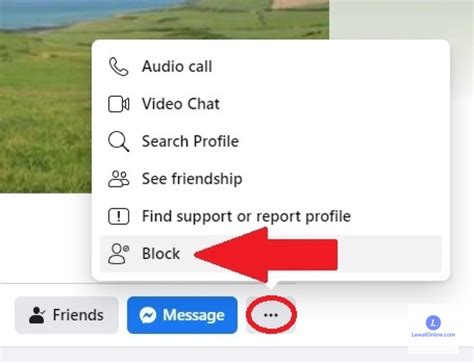 Audio call
Video Chat
Search Profile
See friendship
Find support or report profile
Block
Friends
Message
L
LewatOnline.com